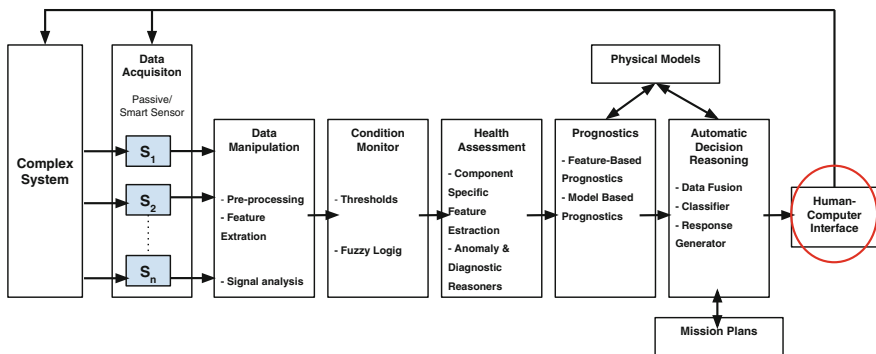 Complex
System
Data
Acquisiton
Passive/
Smart Sensor
S1
S2
Sn
Data
Manipulation
- Pre-processing
- Feature
Extration
- Signal analysis
Condition
Monitor
- Thresholds
- Fuzzy Logig
Health
Assessment
- Component
Specific
Feature
Estraction
- Anomaly &
Diagnostic
Reasoners
Physical Models
Prognostics
- Feature-Based
Prognostics
- Model Based
Prognostics
Automatic
Decision
Reasoning
- Data Fusion
- Classifier
- Response
Generator
Mission Plans
Human-
Computer
Interface